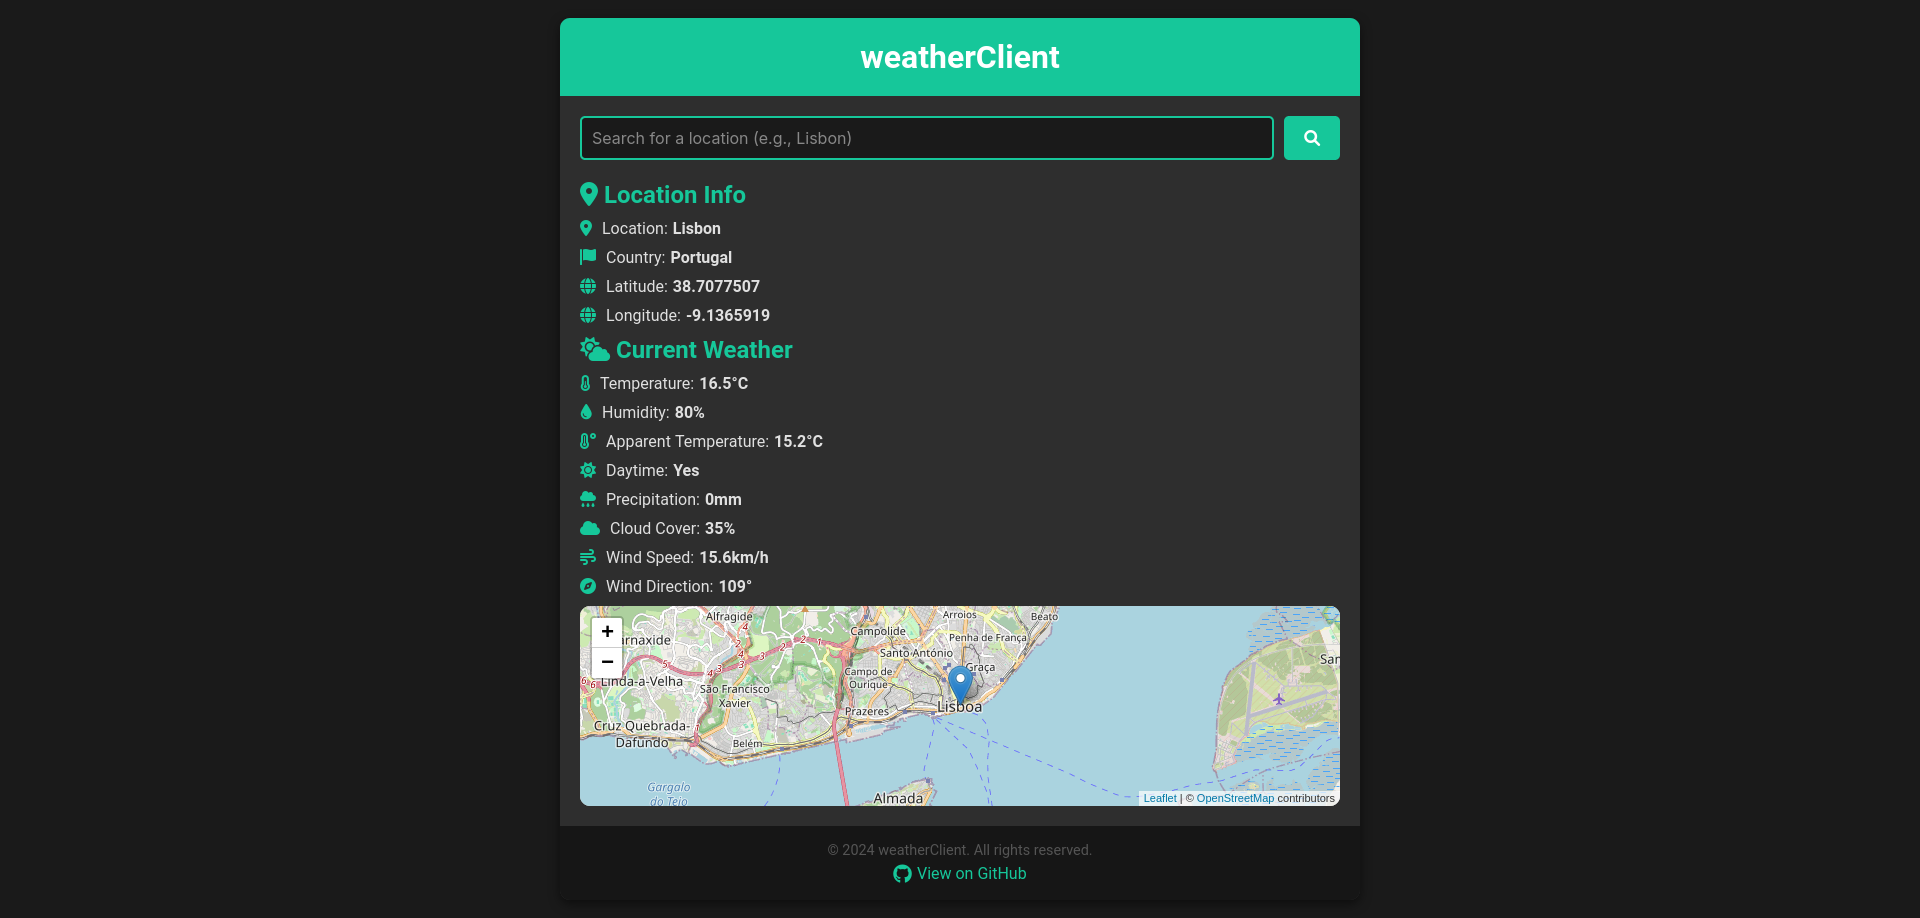 weatherClient
Search for a location (e.g., Lisbon)
Location Info
Location: Lisbon
Country: Portugal
Latitude: 38.7077507
Longitude: -9.1365919
Current Weather
Temperature: 16.5°C
Humidity: 80%
Apparent Temperature: 15.2°C
Daytime: Yes
Precipitation: 0mm
Cloud Cover: 35%
Wind Speed: 15.6km/h
Wind Direction: 109°
+
−
Alfragide
Arroios
Beato
Campolide
Penha de França
Santo António
Graça
Linda-a-Velha
Campo de
Ourique
São Francisco
Xavier
Prazeres
Lisboa
Cruz Quebrada-
Dafundo
Belém
Gargalo
do Tejo
Almada
Leaflet | © OpenStreetMap contributors
© 2024 weatherClient. All rights reserved.
View on GitHub